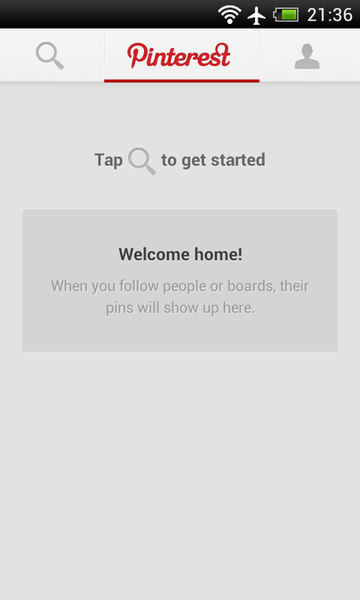 21:36
Pinterest
Tap to get started
Welcome home!
When you follow people or boards, their
pins will show up here.